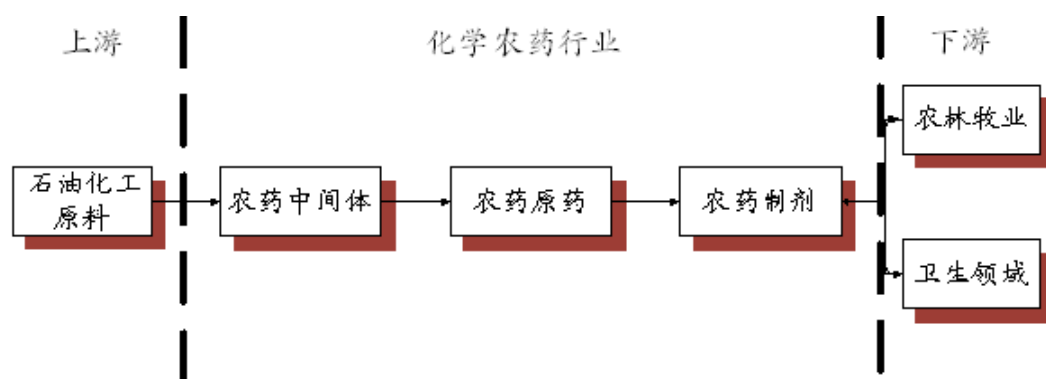 上游
化学农药行业
下游
农林牧业
石油化工
原料
农药中间体
农药原药
农药制剂
卫生领域